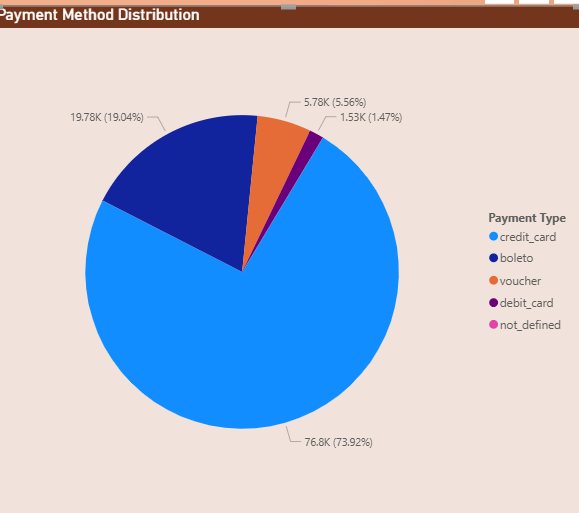 Payment Method Distribution
5.78K (5.56%)
19.78K (19.04%)
1.53K (1.47%)
Payment Type
credit_card
boleto
voucher
debit_card
not_defined
76.8K (73.92%)